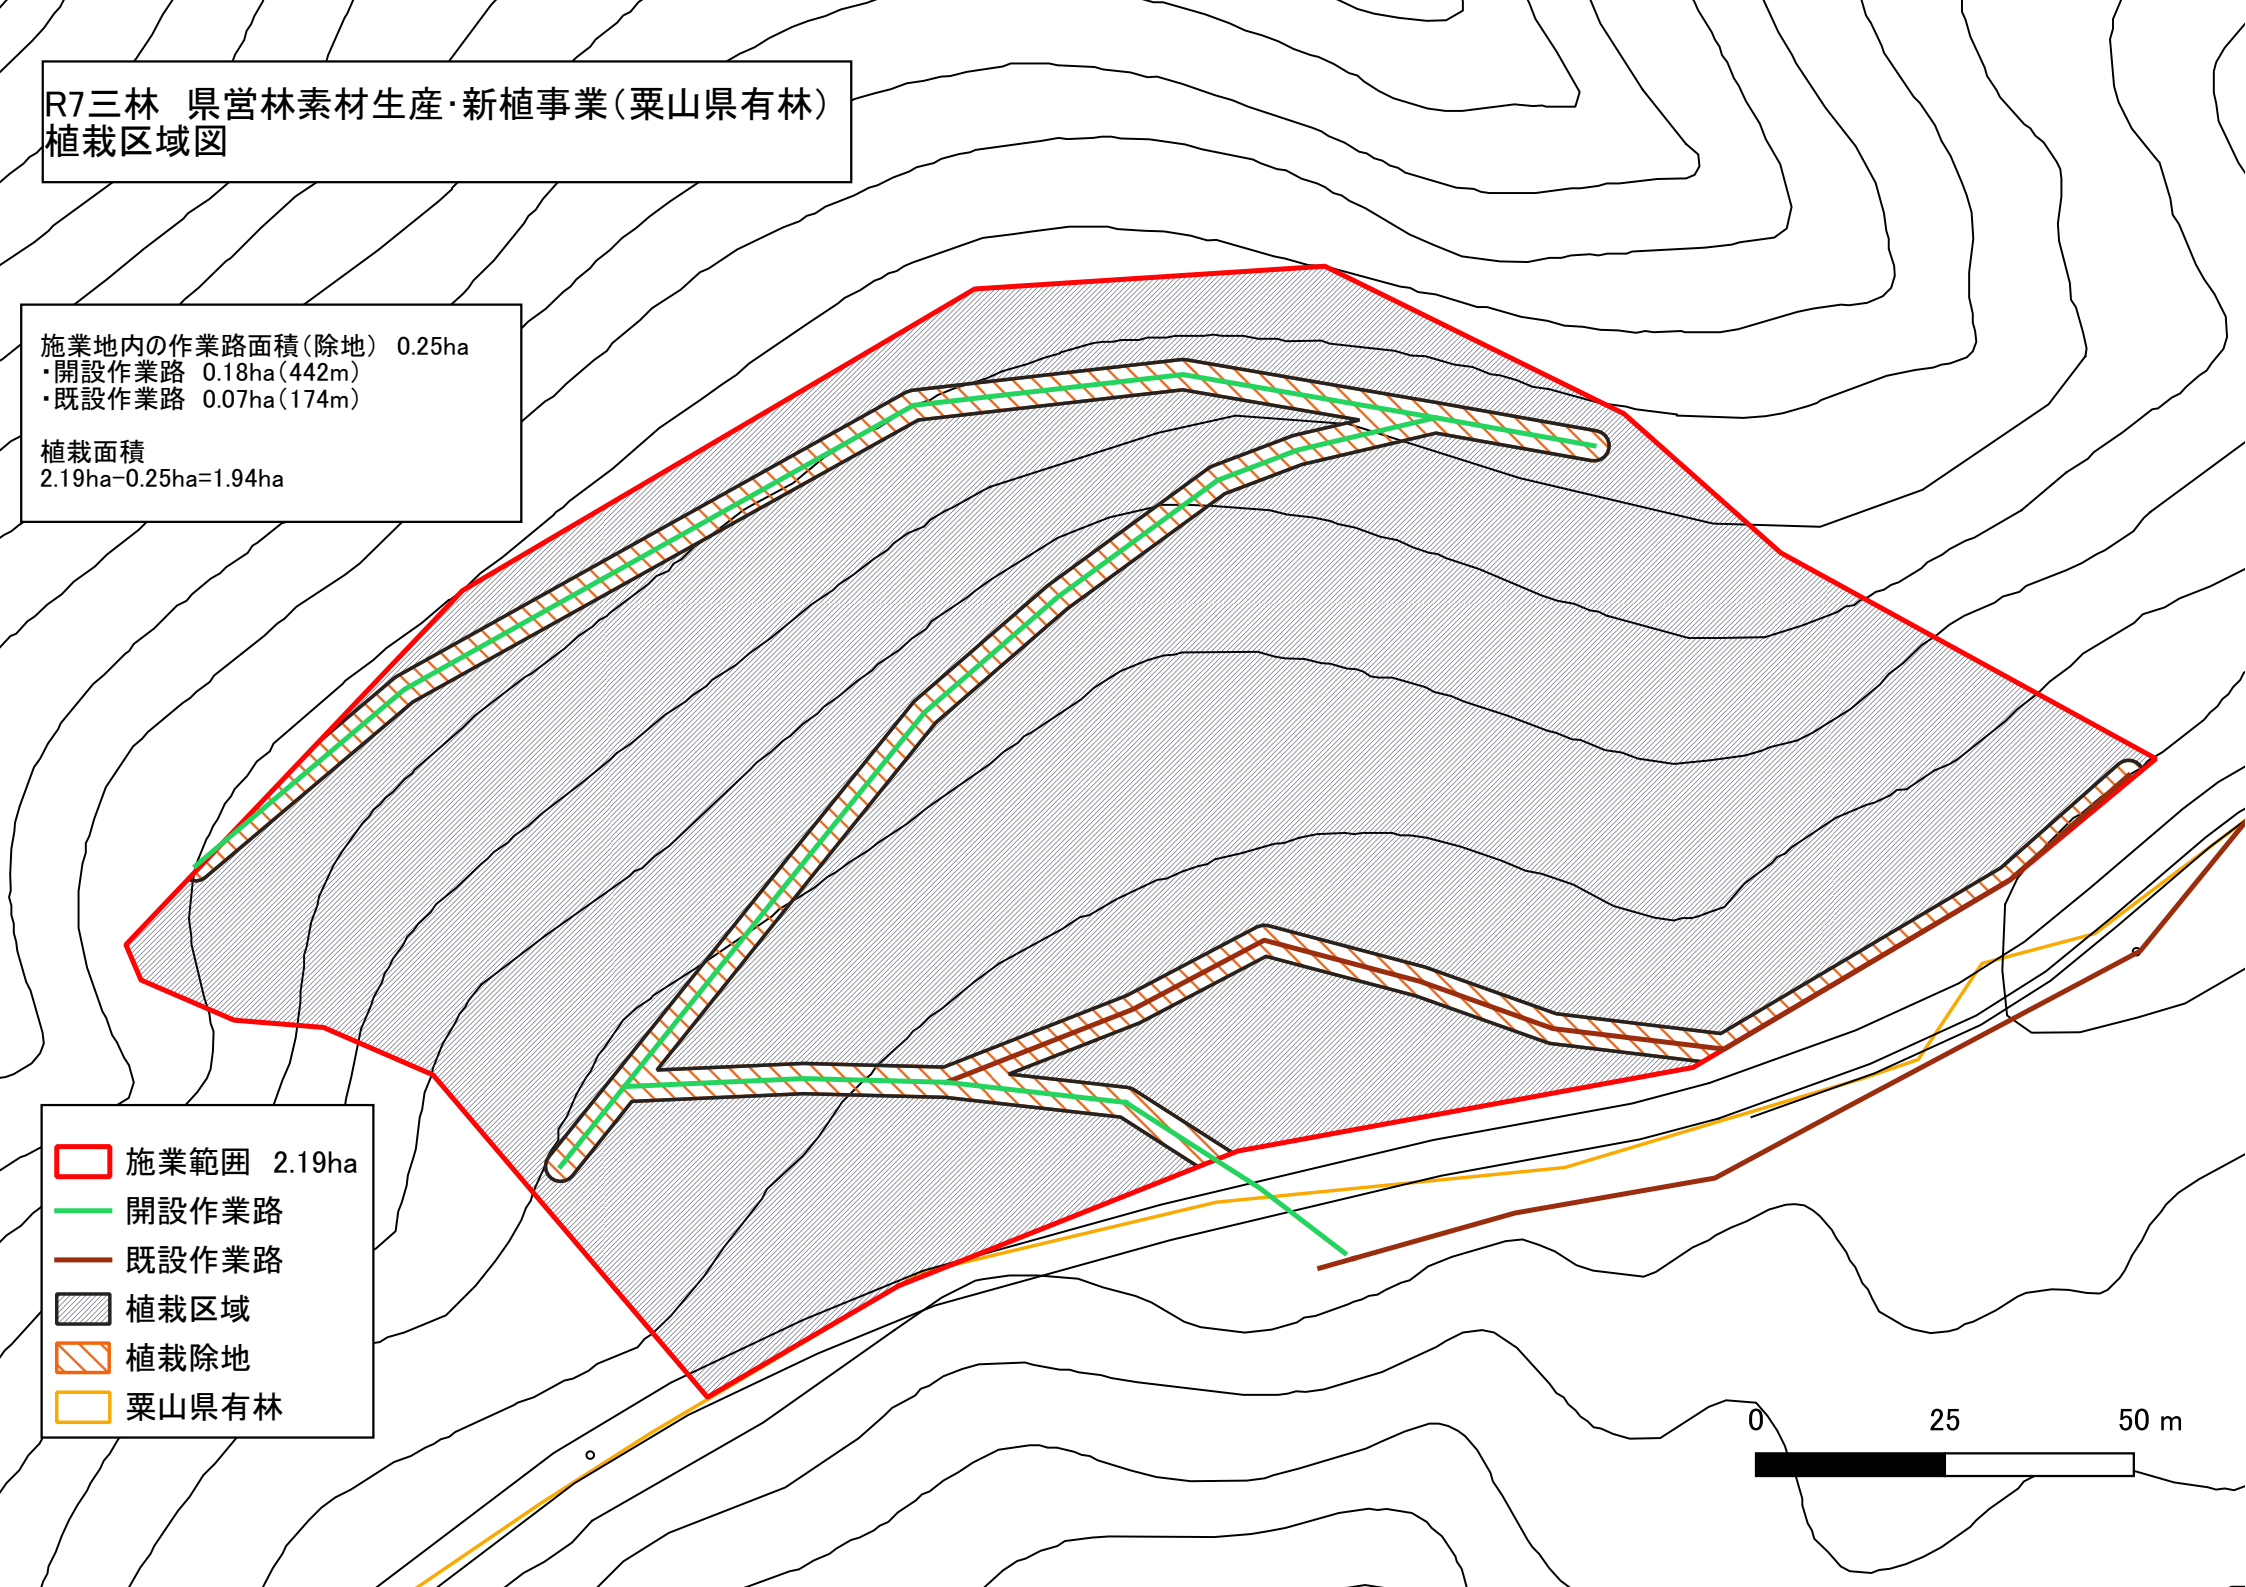 R7三林　県営林素材生産・新植事業（粟山県有林）
植栽区域図
施業地内の作業路面積（除地）　0.25ha
・開設作業路　0.18ha（442m）
・既設作業路　0.07ha（174m）
植栽面積
2.19ha−0.25ha=1.94ha
施業範囲　2.19ha
開設作業路
既設作業路
植栽区域
植栽除地
粟山県有林
0　25　50 m